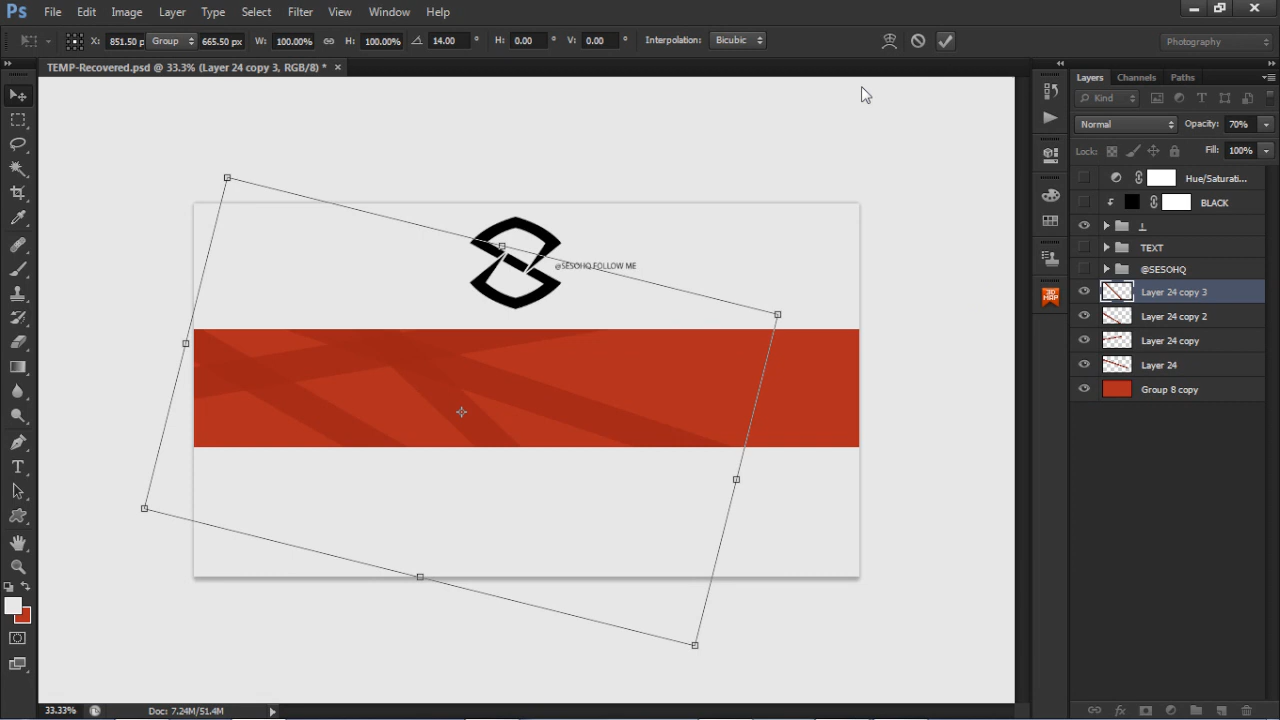 Ps File Edit Image Layer Type Select Filter View Window Help
X: 851.50 p Group 665.50 px W: 100.00% H: 100.00% 14.00 ° H: 0.00 ° V: 0.00 ° Interpolation: Bicubic Photography
TEMP-Recovered.psd @ 33.3% (Layer 24 copy 3, RGB/8) * ×
Layers Channels Paths
Kind
Normal Opacity: 70%
Lock: Fill: 100%
Hue/Saturati...
BLACK
TEXT
@SESOHQ
Layer 24 copy 3
Layer 24 copy 2
Layer 24 copy
Layer 24
Group 8 copy
@SESOHQ FOLLOW ME
3D
MAP
33.33% Doc: 7.24M/51.4M